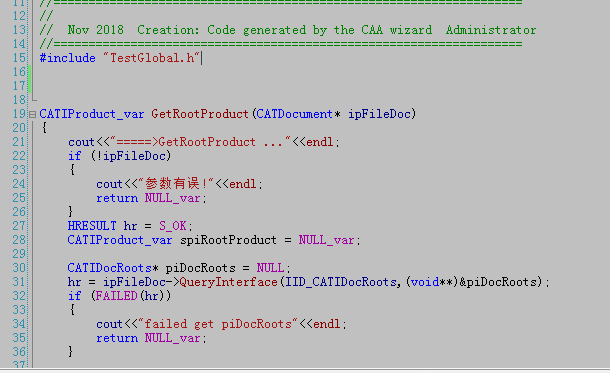 11 //===================================================================
12 //
13 //  Nov 2018  Creation: Code generated by the CAA wizard  Administrator
14 //===================================================================
15 #include "TestGlobal.h"
16
17
18
19 CATIProduct_var GetRootProduct(CATDocument* ipFileDoc)
20 {
21     cout<<"=====>GetRootProduct ..."<<endl;
22     if (!ipFileDoc)
23     {
24         cout<<"参数有误!"<<endl;
25         return NULL_var;
26     }
27     HRESULT hr = S_OK;
28     CATIProduct_var spiRootProduct = NULL_var;
29
30     CATIDocRoots* piDocRoots = NULL;
31     hr = ipFileDoc->QueryInterface(IID_CATIDocRoots,(void**)&piDocRoots);
32     if (FAILED(hr))
33     {
34         cout<<"failed get piDocRoots"<<endl;
35         return NULL_var;
36     }
37